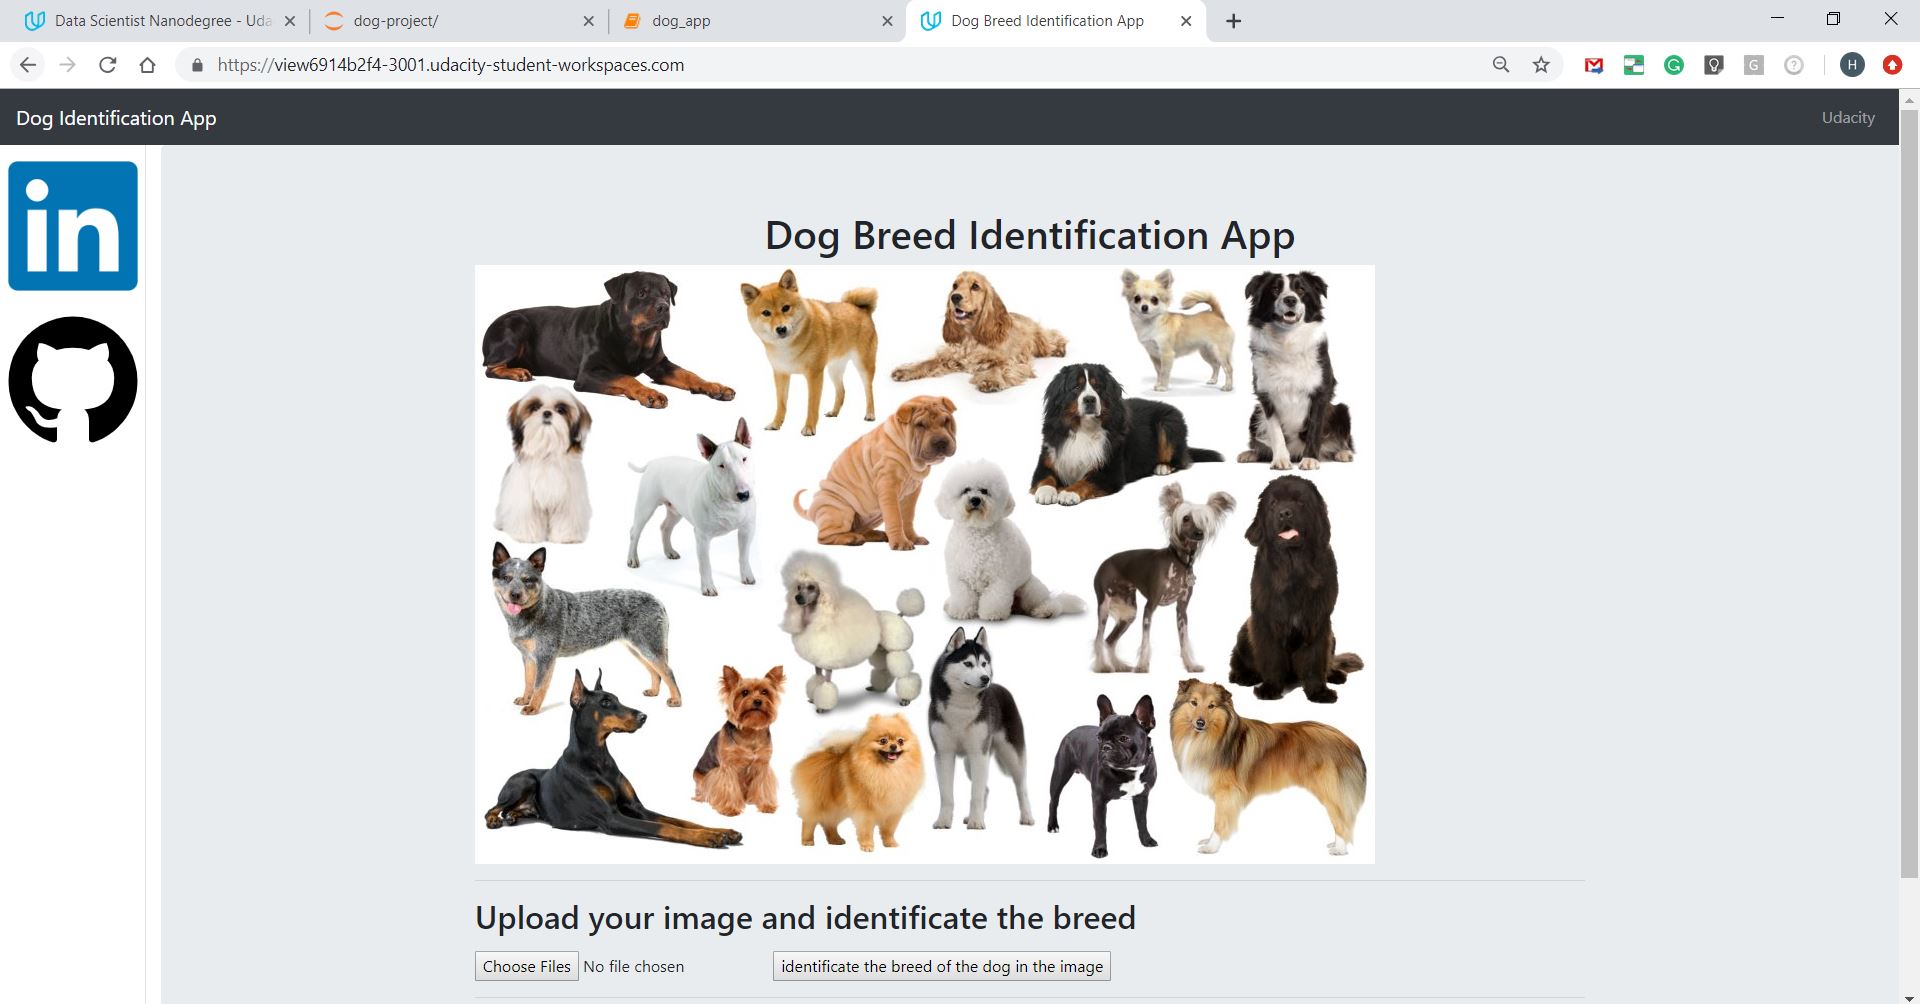 Data Scientist Nanodegree - Uda
dog-project/
dog_app
Dog Breed Identification App
https://view6914b2f4-3001.udacity-student-workspaces.com
G
H
Dog Identification App
Udacity
in
Dog Breed Identification App
Upload your image and identificate the breed
Choose Files No file chosen
identificate the breed of the dog in the image